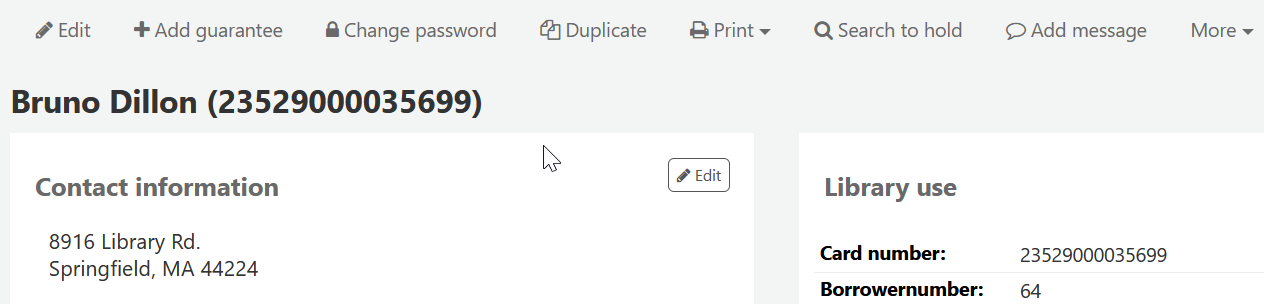 Edit Add guarantee Change password Duplicate Print Search to hold Add message More
Bruno Dillon (23529000035699)
Contact information
Edit
8916 Library Rd.
Springfield, MA 44224
Library use
Card number: 23529000035699
Borrowernumber: 64